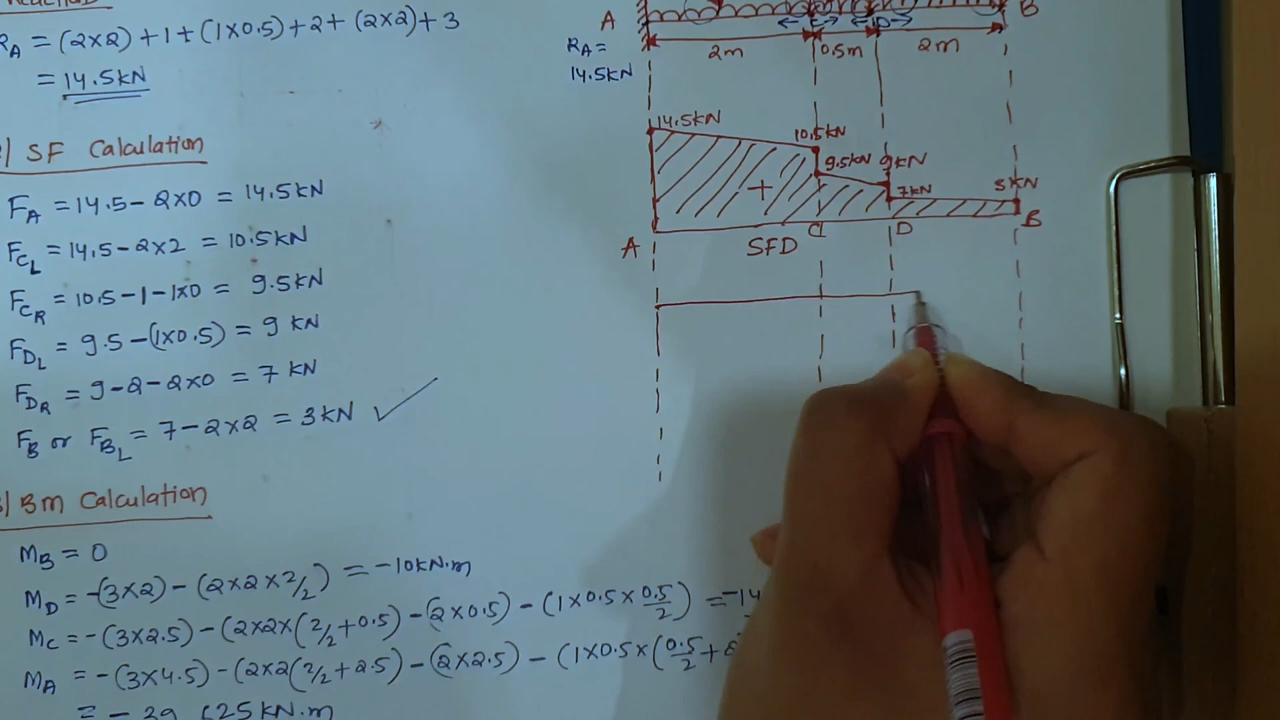 RA = (2×2) + 1 + (1×0.5) + 2 + (2×2) + 3
= 14.5KN
) SF Calculation
FA = 14.5 - 2×0 = 14.5KN
FCL = 14.5 - 2×2 = 10.5KN
FCR = 10.5 - 1 - 1×0 = 9.5KN
FDL = 9.5 - (1×0.5) = 9 KN
FDR = 9 - 2 - 2×0 = 7 KN
FB or FBL = 7 - 2×2 = 3KN ✓
) BM Calculation
MB = 0
MD = -(3×2) - (2×2×2/2) = -10KN.m
MC = -(3×2.5) - (2×2×(2/2+0.5) - (2×0.5) - (1×0.5×0.5/2) = -14
MA = -(3×4.5) - (2×2(2/2+2.5) - (2×2.5) - (1×0.5×(0.5/2+
A B
RA = 14.5KN
2m 0.5m 2m
14.5KN 10.5KN 9.5KN 9KN 7KN
+
A SFD C D B